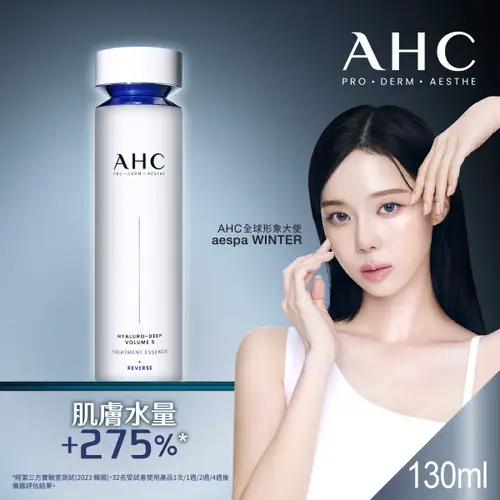 AHC
PRO • DERM • AESTHE
AHC
PRO • DERM • AESTHE
AHC全球形象大使
aespa WINTER
HYALURO-DEEP
VOLUME 5
TREATMENT ESSENCE
•
REVERSE
肌膚水量
+275%*
*經第三方實驗室測試(2023 韓國)，32名受試者使用產品1次/1週/2週/4週後
儀器評估結果。
130ml